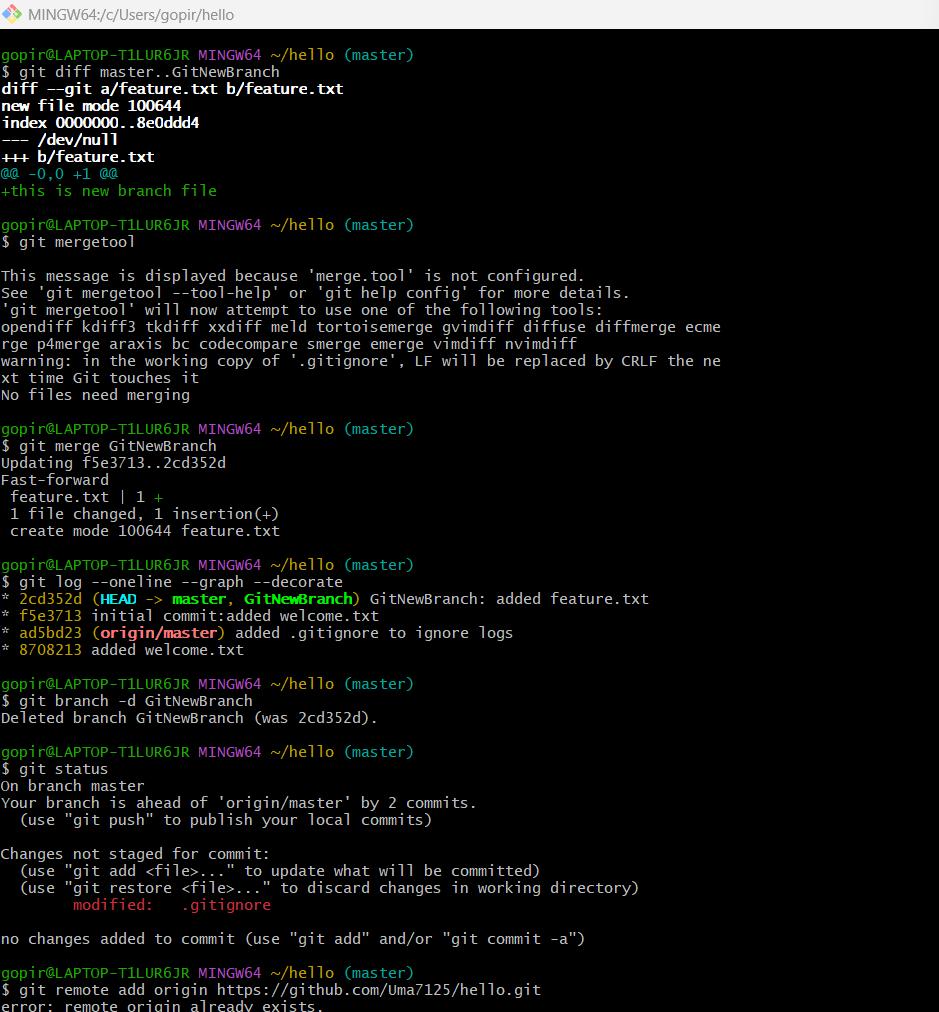 MINGW64:/c/Users/gopir/hello
gopir@LAPTOP-T1LUR6JR MINGW64 ~/hello (master)
$ git diff master..GitNewBranch
diff --git a/feature.txt b/feature.txt
new file mode 100644
index 0000000..8e0ddd4
--- /dev/null
+++ b/feature.txt
@@ -0,0 +1 @@
+this is new branch file
gopir@LAPTOP-T1LUR6JR MINGW64 ~/hello (master)
$ git mergetool
This message is displayed because 'merge.tool' is not configured.
See 'git mergetool --tool-help' or 'git help config' for more details.
'git mergetool' will now attempt to use one of the following tools:
opendiff kdiff3 tkdiff xxdiff meld tortoisemerge gvimdiff diffuse diffmerge ecme
rge p4merge araxis bc codecompare smerge emerge vimdiff nvimdiff
warning: in the working copy of '.gitignore', LF will be replaced by CRLF the ne
xt time Git touches it
No files need merging
gopir@LAPTOP-T1LUR6JR MINGW64 ~/hello (master)
$ git merge GitNewBranch
Updating f5e3713..2cd352d
Fast-forward
 feature.txt | 1 +
 1 file changed, 1 insertion(+)
 create mode 100644 feature.txt
gopir@LAPTOP-T1LUR6JR MINGW64 ~/hello (master)
$ git log --oneline --graph --decorate
* 2cd352d (HEAD -> master, GitNewBranch) GitNewBranch: added feature.txt
* f5e3713 initial commit:added welcome.txt
* ad5bd23 (origin/master) added .gitignore to ignore logs
* 8708213 added welcome.txt
gopir@LAPTOP-T1LUR6JR MINGW64 ~/hello (master)
$ git branch -d GitNewBranch
Deleted branch GitNewBranch (was 2cd352d).
gopir@LAPTOP-T1LUR6JR MINGW64 ~/hello (master)
$ git status
On branch master
Your branch is ahead of 'origin/master' by 2 commits.
  (use "git push" to publish your local commits)
Changes not staged for commit:
  (use "git add <file>..." to update what will be committed)
  (use "git restore <file>..." to discard changes in working directory)
        modified:   .gitignore
no changes added to commit (use "git add" and/or "git commit -a")
gopir@LAPTOP-T1LUR6JR MINGW64 ~/hello (master)
$ git remote add origin https://github.com/Uma7125/hello.git
error: remote origin already exists.